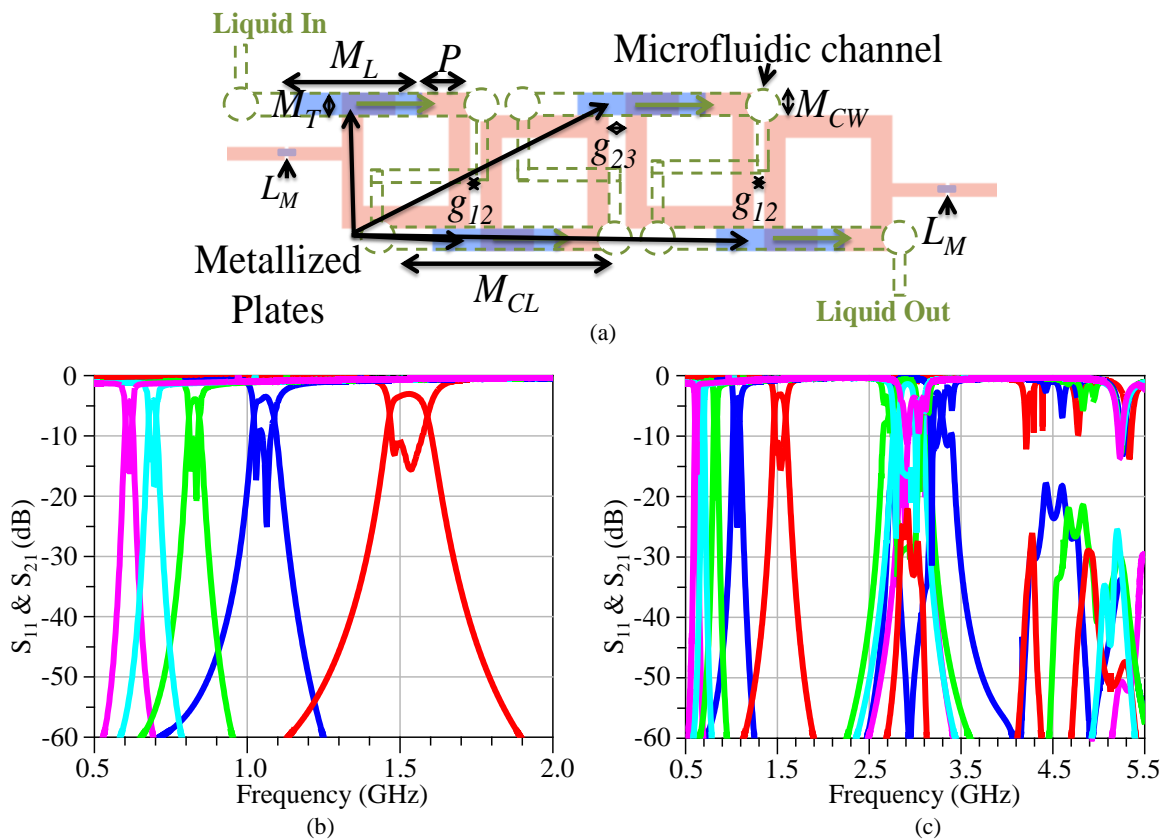 Liquid In
M_L
P
Microfluidic channel
M_T
M_CW
g_23
L_M
g_12
g_12
L_M
Metallized
Plates
M_CL
Liquid Out
(a)
0
-10
-20
-30
-40
-50
-60
S_11 & S_21 (dB)
0.5
1.0
1.5
2.0
Frequency (GHz)
(b)
0
-10
-20
-30
-40
-50
-60
S_11 & S_21 (dB)
0.5
1.5
2.5
3.5
4.5
5.5
Frequency (GHz)
(c)